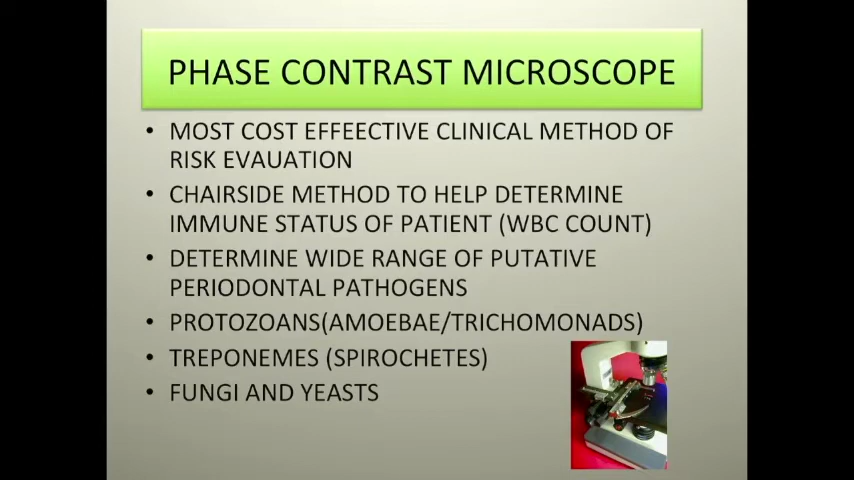 PHASE CONTRAST MICROSCOPE
• MOST COST EFFEECTIVE CLINICAL METHOD OF
RISK EVAUATION
• CHAIRSIDE METHOD TO HELP DETERMINE
IMMUNE STATUS OF PATIENT (WBC COUNT)
• DETERMINE WIDE RANGE OF PUTATIVE
PERIODONTAL PATHOGENS
• PROTOZOANS(AMOEBAE/TRICHOMONADS)
• TREPONEMES (SPIROCHETES)
• FUNGI AND YEASTS